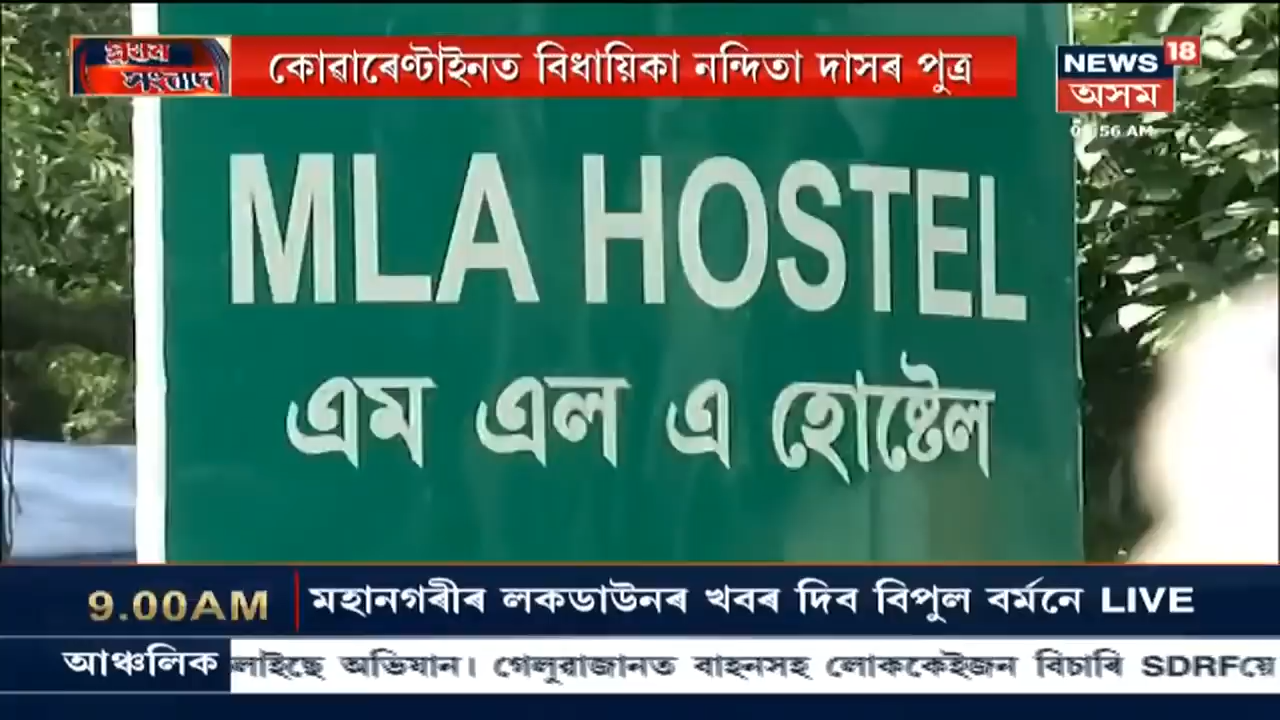 প্ৰথম সংবাদ
কোৱাৰেণ্টাইনত বিধায়িকা নন্দিতা দাসৰ পুত্ৰ
NEWS 18
অসম
MLA HOSTEL
এম এল এ হোষ্টেল
9.00AM
মহানগৰীৰ লকডাউনৰ খবৰ দিব বিপুল বৰ্মনে LIVE
আঞ্চলিক
লাইছে অভিযান। গেলুৱাজানত বাহনসহ লোককেইজন বিচাৰি SDRFয়ে